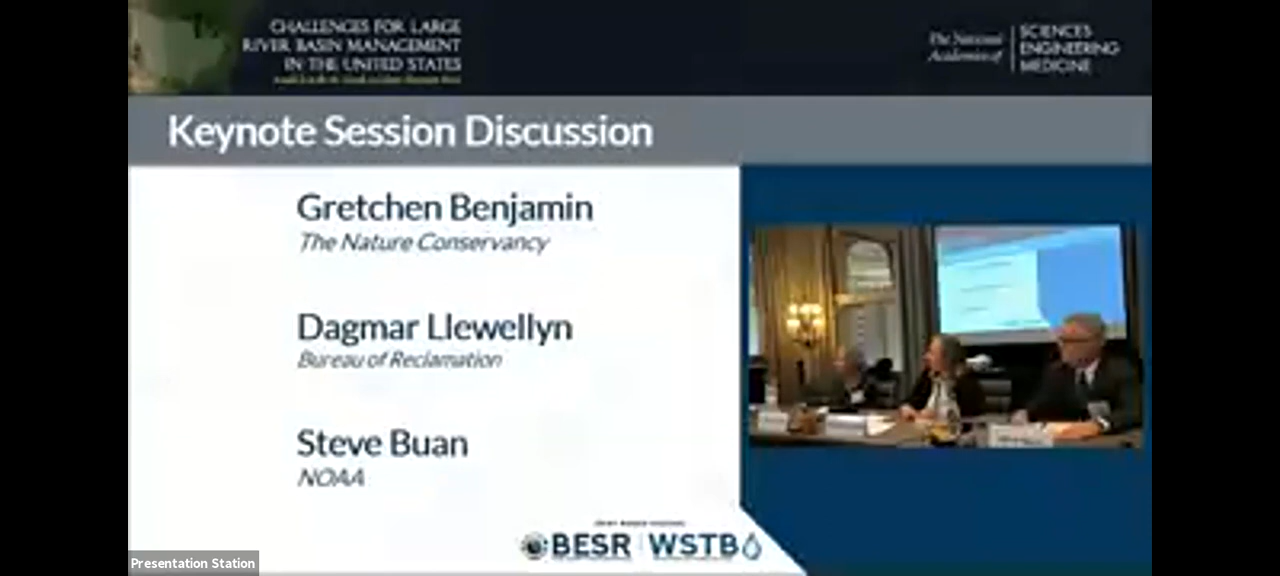 CHALLENGES FOR LARGE
RIVER BASIN MANAGEMENT
IN THE UNITED STATES
The National
Academies of
SCIENCES
ENGINEERING
MEDICINE
Keynote Session Discussion
Gretchen Benjamin
The Nature Conservancy
Dagmar Llewellyn
Bureau of Reclamation
Steve Buan
NOAA
BESR WSTB
Presentation Station